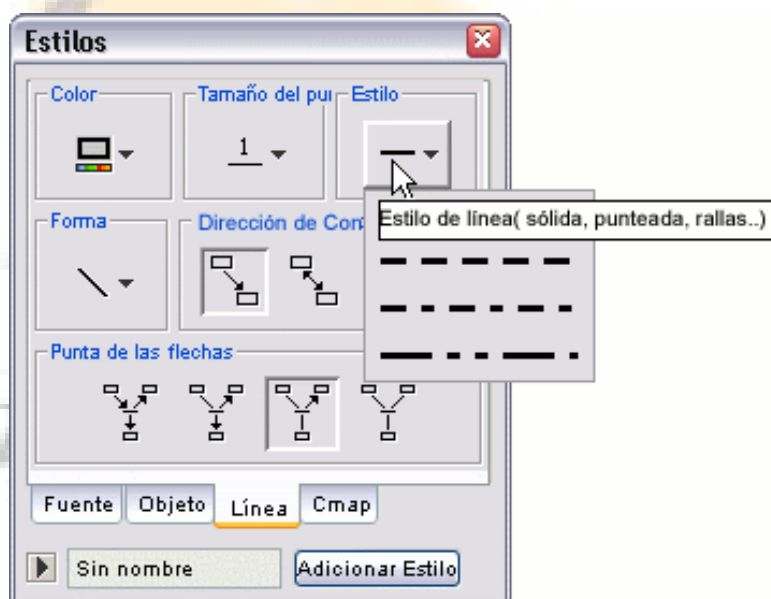 Estilos
Color
Tamaño del pu
Estilo
1
Estilo de línea( sólida, punteada, rallas..)
Forma
Dirección de Con
Punta de las flechas
Fuente
Objeto
Línea
Cmap
Sin nombre
Adicionar Estilo